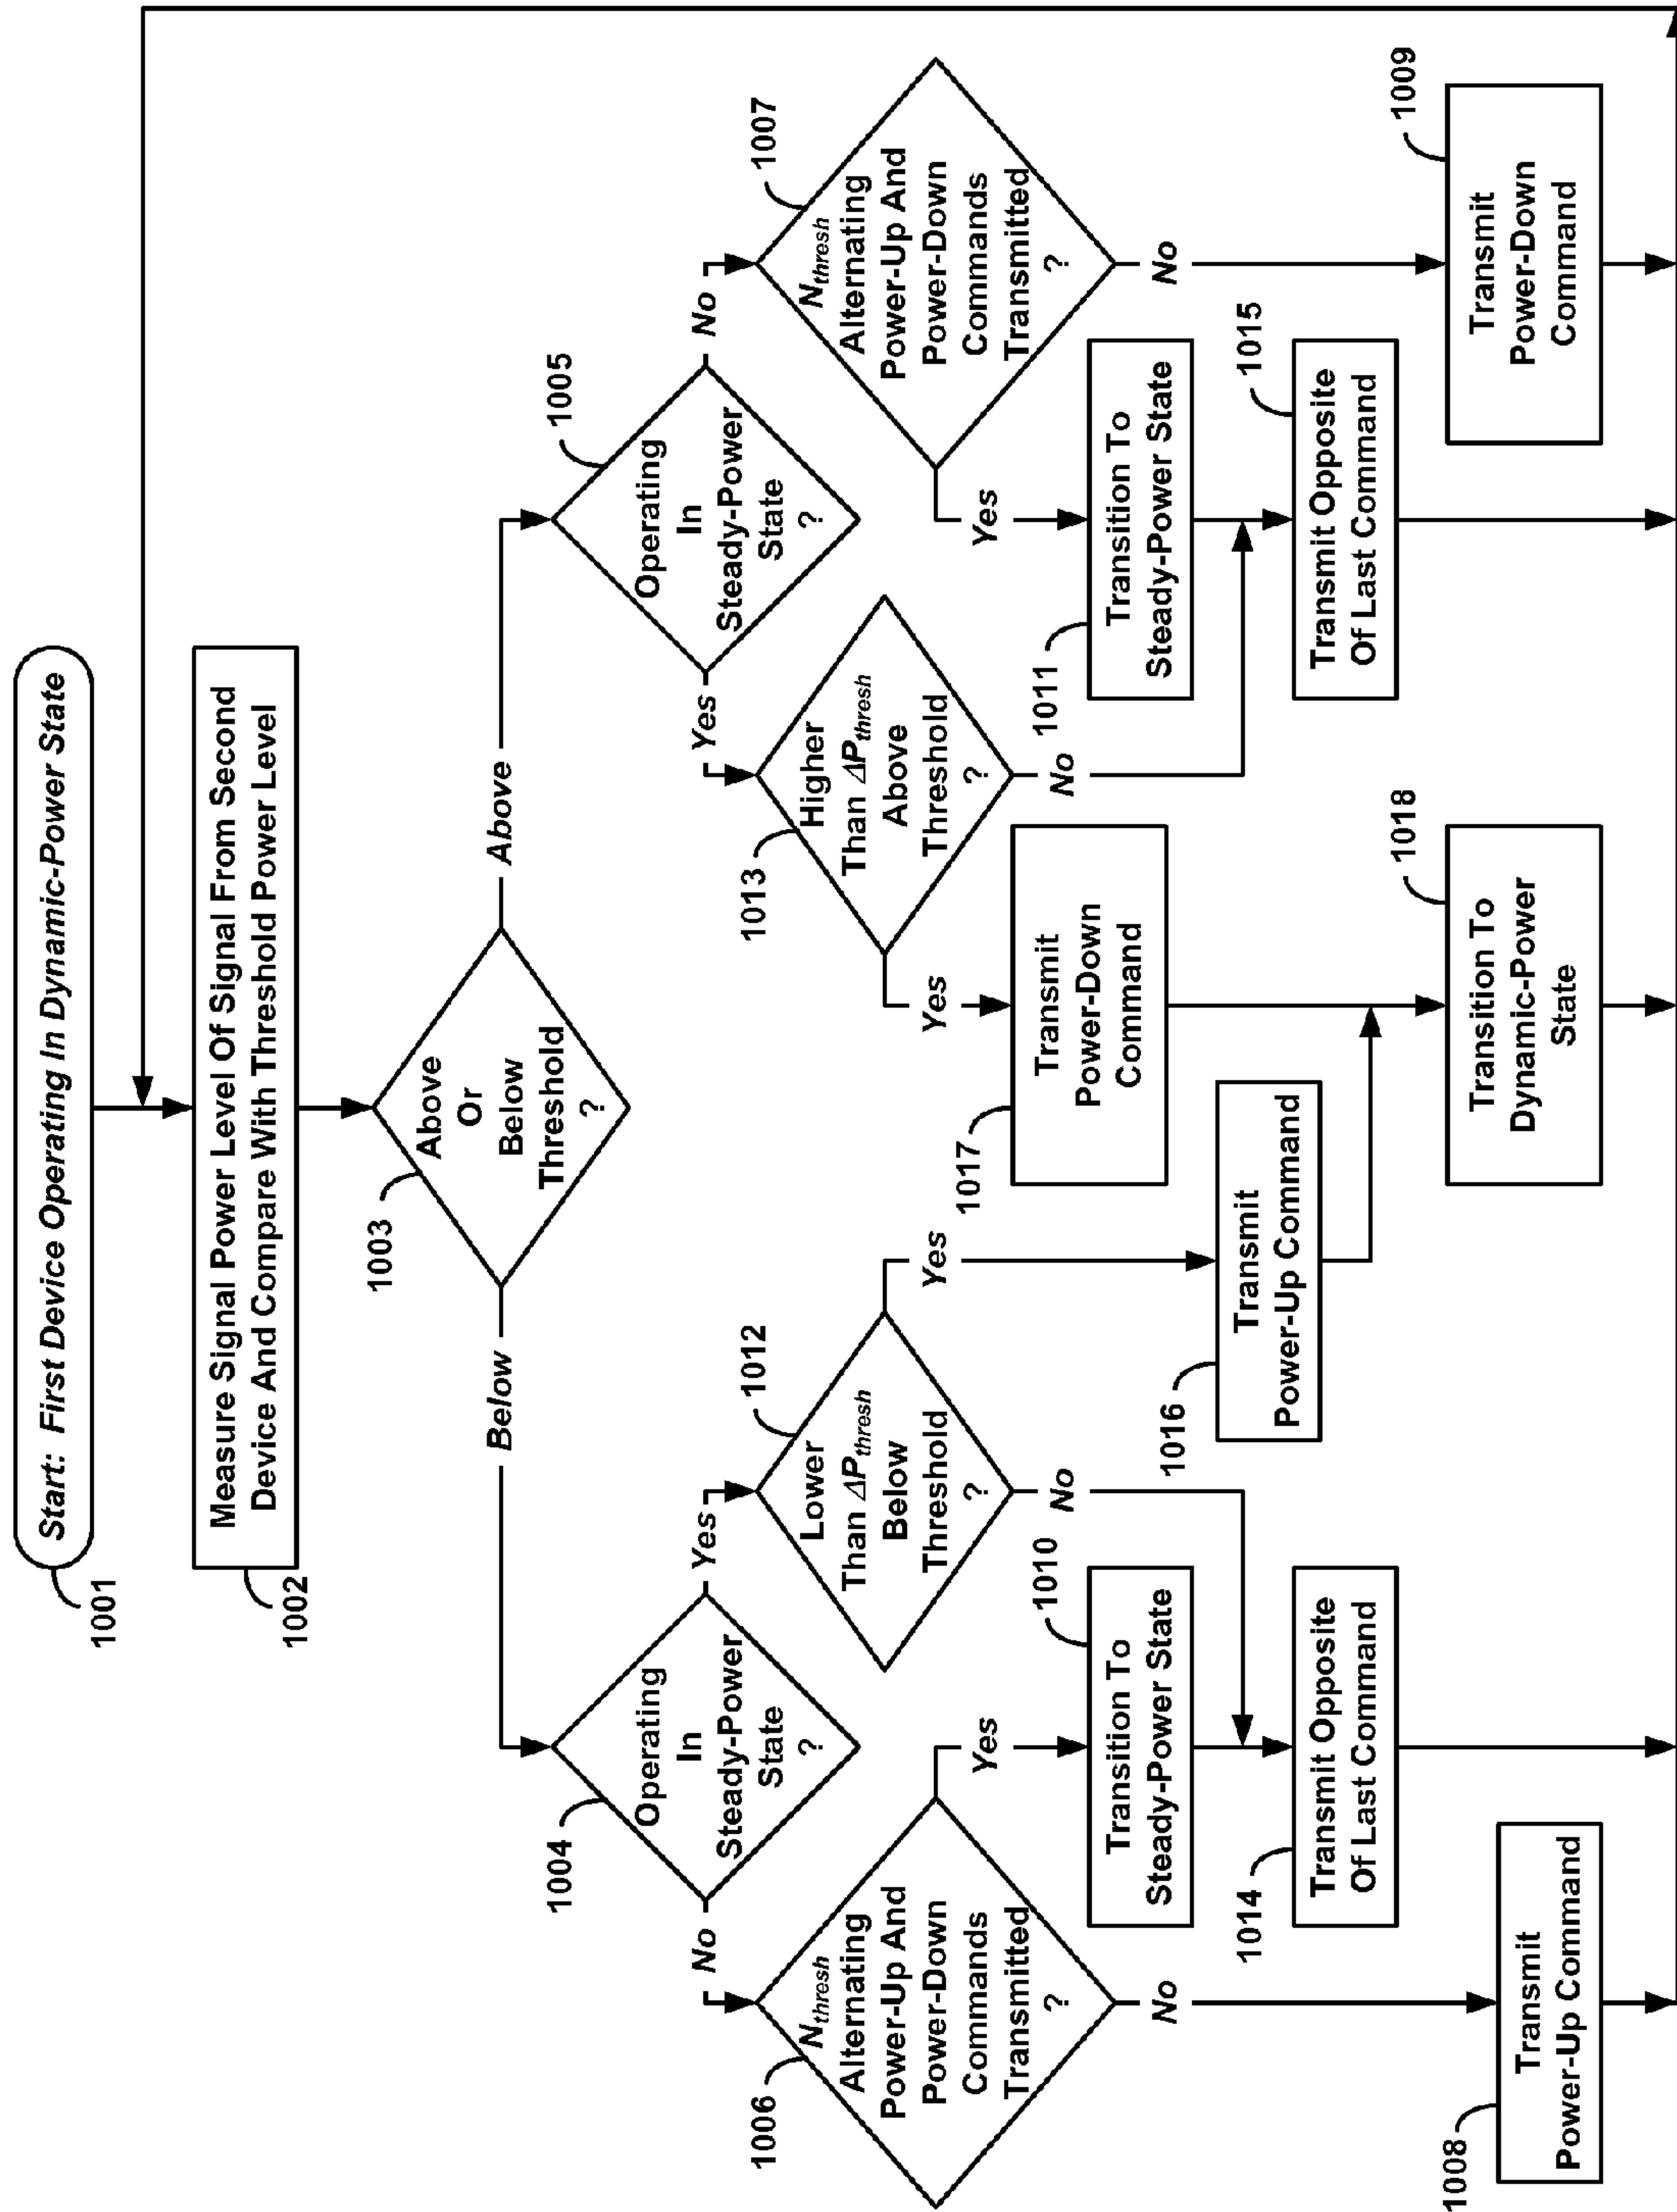 Start: First Device Operating In Dynamic-Power State
1001
Measure Signal Power Level Of Signal From Second
Device And Compare With Threshold Power Level
1002
Above
Or
Below
Threshold
?
1003
Below
Above
Operating
In
Steady-Power
State
?
1004
Operating
In
Steady-Power
State
?
1005
No
Yes
Yes
No
N thresh
Alternating
Power-Up And
Power-Down
Commands
Transmitted
?
1006
Lower
Than ΔP thresh
Below
Threshold
?
1012
Higher
Than ΔP thresh
Above
Threshold
?
1013
N thresh
Alternating
Power-Up And
Power-Down
Commands
Transmitted
?
1007
Yes
Yes
Yes
Yes
No
No
No
No
Transition To
Steady-Power State
1010
Transmit
Power-Down
Command
1017
Transition To
Steady-Power State
1011
Transmit Opposite
Of Last Command
1014
Transmit
Power-Up Command
1016
Transmit Opposite
Of Last Command
1015
Transmit
Power-Up Command
1008
Transition To
Dynamic-Power
State
1018
Transmit
Power-Down
Command
1009